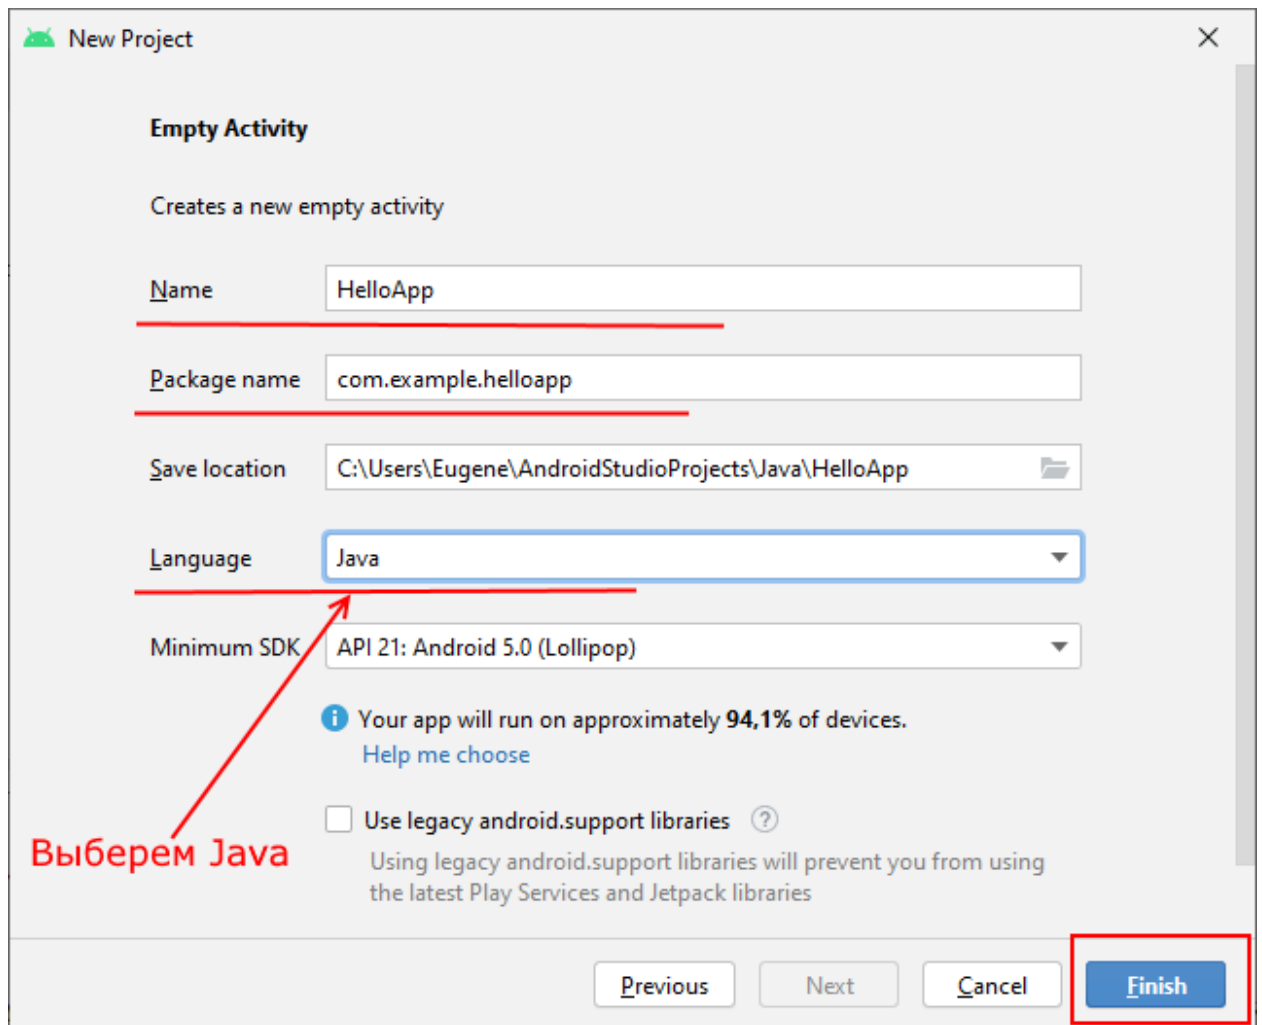 New Project
Empty Activity
Creates a new empty activity
Name HelloApp
Package name com.example.helloapp
Save location C:\Users\Eugene\AndroidStudioProjects\Java\HelloApp
Language Java
Minimum SDK API 21: Android 5.0 (Lollipop)
Your app will run on approximately 94,1% of devices.
Help me choose
Use legacy android.support libraries ?
Выберем Java
Using legacy android.support libraries will prevent you from using
the latest Play Services and Jetpack libraries
Previous Next Cancel Finish